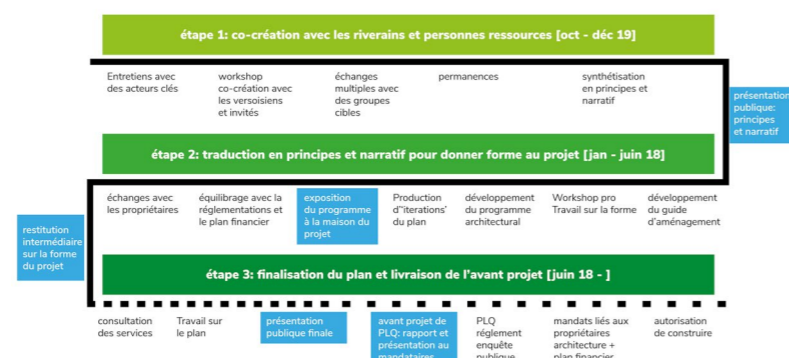 étape 1: co-création avec les riverains et personnes ressources [oct - déc 19]
Entretiens avec
des acteurs clés
workshop
co-création avec
les versoisiens
et invités
échanges
multiples avec
des groupes
cibles
permanences
synthétisation
en principes et
narratif
présentation
publique:
principes
et narratif
étape 2: traduction en principes et narratif pour donner forme au projet [jan - juin 18]
échanges avec
les propriétaires
équilibrage avec la
réglementations et
le plan financier
exposition
du programme
à la maison du
projet
Production
d''iterations'
du plan
développement
du programme
architectural
Workshop pro
Travail sur la forme
développement
du guide
d'aménagement
restitution
intermédiaire
sur la forme
du projet
étape 3: finalisation du plan et livraison de l'avant projet [juin 18 - ]
consultation
des services
Travail sur
le plan
présentation
publique finale
avant projet de
PLQ: rapport et
présentation au
mandataires
PLQ
réglement
enquête
publique
mandats liés aux
propriétaires
architecture +
plan financier
autorisation
de construire